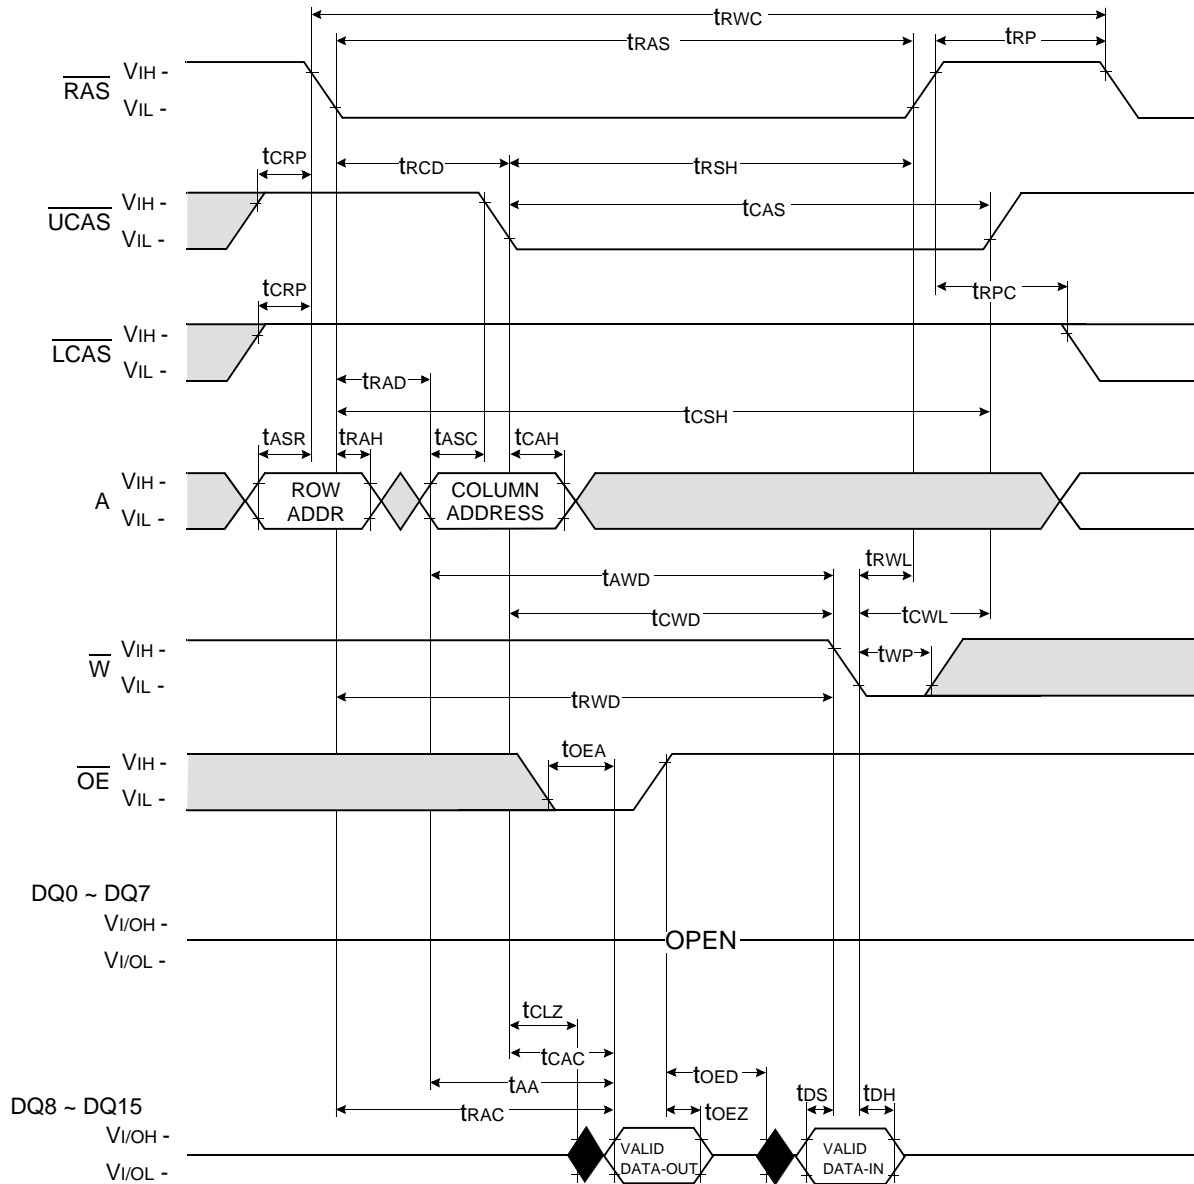 tRWC
tRAS
tRP
RAS
VIH -
VIL -
tCRP
tRCD
tRSH
UCAS
VIH -
VIL -
tCAS
tCRP
tRPC
LCAS
VIH -
VIL -
tRAD
tCSH
tASR
tRAH
tASC
tCAH
A
VIH -
VIL -
ROW
ADDR
COLUMN
ADDRESS
tAWD
tRWL
tCWD
tCWL
W
VIH -
VIL -
tWP
tRWD
OE
VIH -
VIL -
tOEA
DQ0 ~ DQ7
VI/OH -
VI/OL -
OPEN
tCLZ
tCAC
tAA
tOED
tRAC
tOEZ
tDS
tDH
DQ8 ~ DQ15
VI/OH -
VI/OL -
VALID
DATA-OUT
VALID
DATA-IN